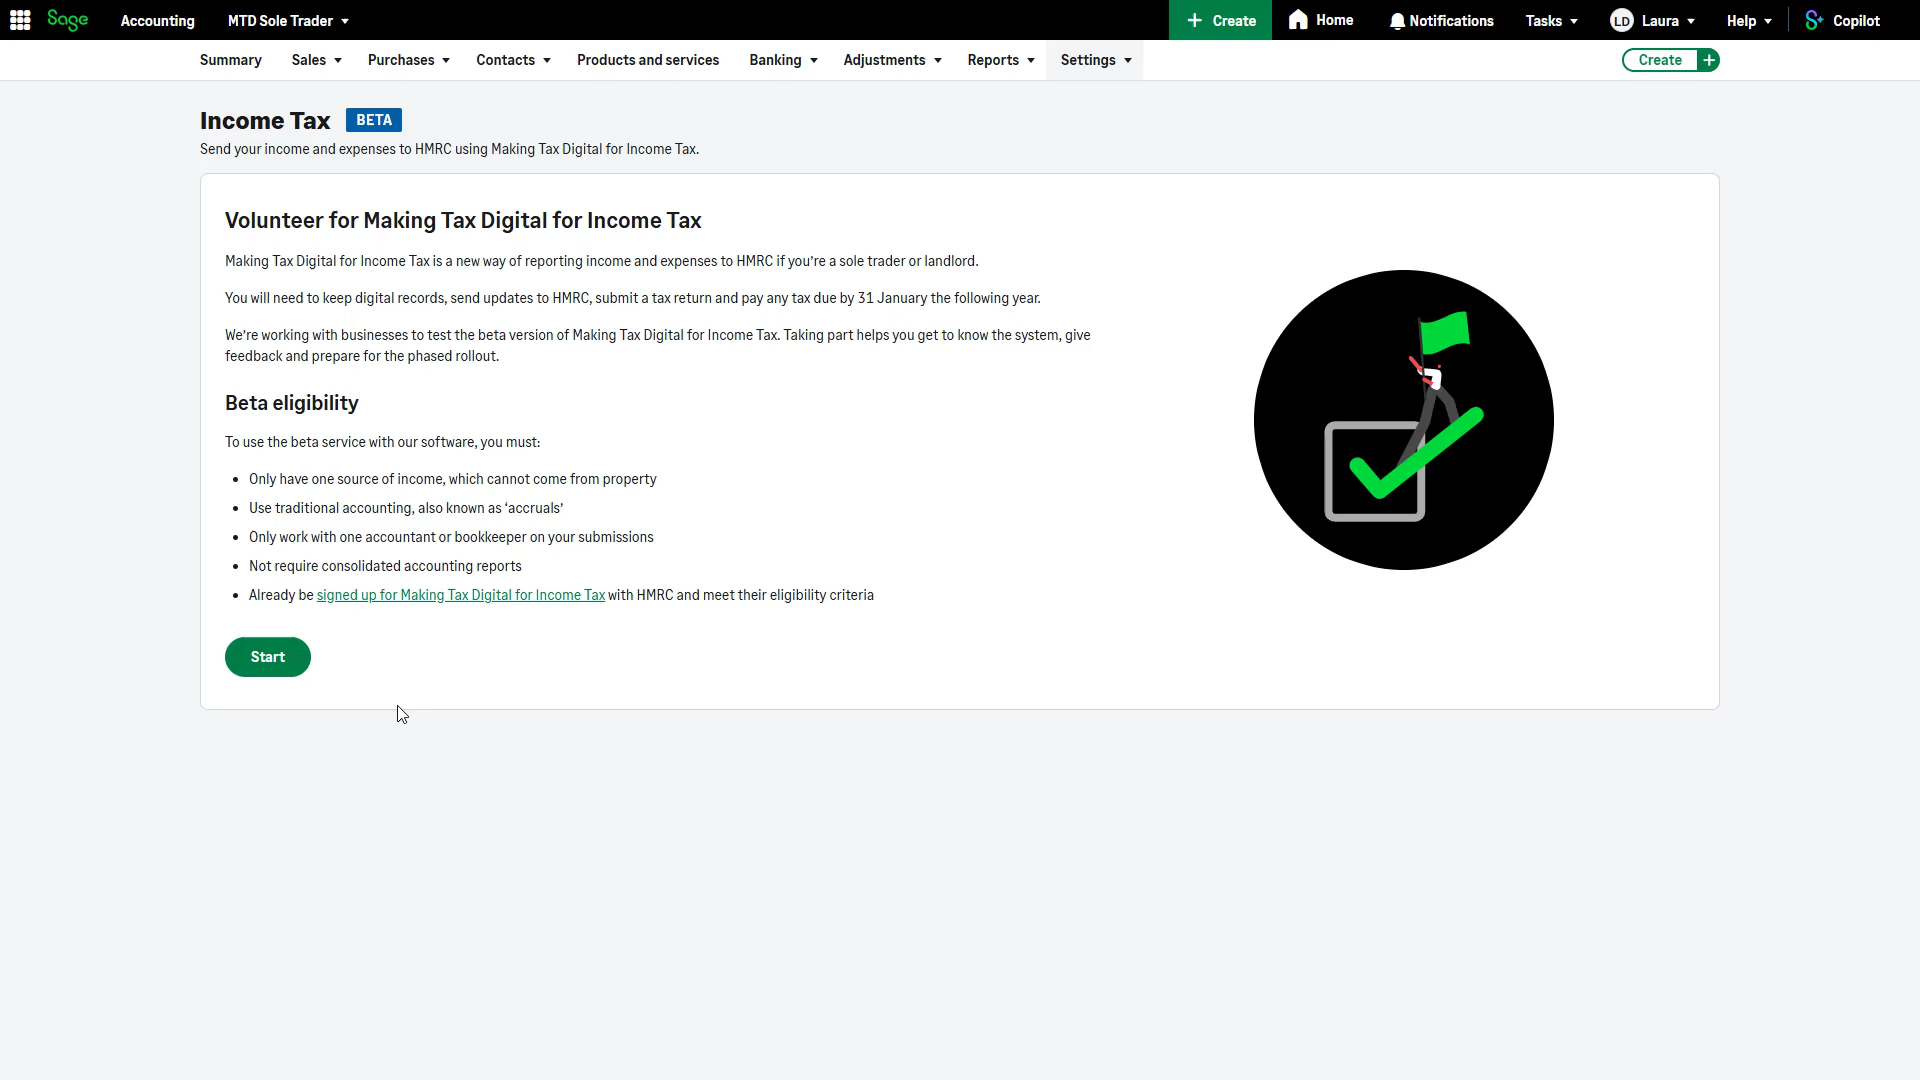 Sage Accounting MTD Sole Trader Create Home Notifications Tasks LD Laura Help Copilot
Summary Sales Purchases Contacts Products and services Banking Adjustments Reports Settings Create +
Income Tax BETA
Send your income and expenses to HMRC using Making Tax Digital for Income Tax.
Volunteer for Making Tax Digital for Income Tax
Making Tax Digital for Income Tax is a new way of reporting income and expenses to HMRC if you’re a sole trader or landlord.
You will need to keep digital records, send updates to HMRC, submit a tax return and pay any tax due by 31 January the following year.
We’re working with businesses to test the beta version of Making Tax Digital for Income Tax. Taking part helps you get to know the system, give
feedback and prepare for the phased rollout.
Beta eligibility
To use the beta service with our software, you must:
• Only have one source of income, which cannot come from property
• Use traditional accounting, also known as ‘accruals’
• Only work with one accountant or bookkeeper on your submissions
• Not require consolidated accounting reports
• Already be signed up for Making Tax Digital for Income Tax with HMRC and meet their eligibility criteria
Start